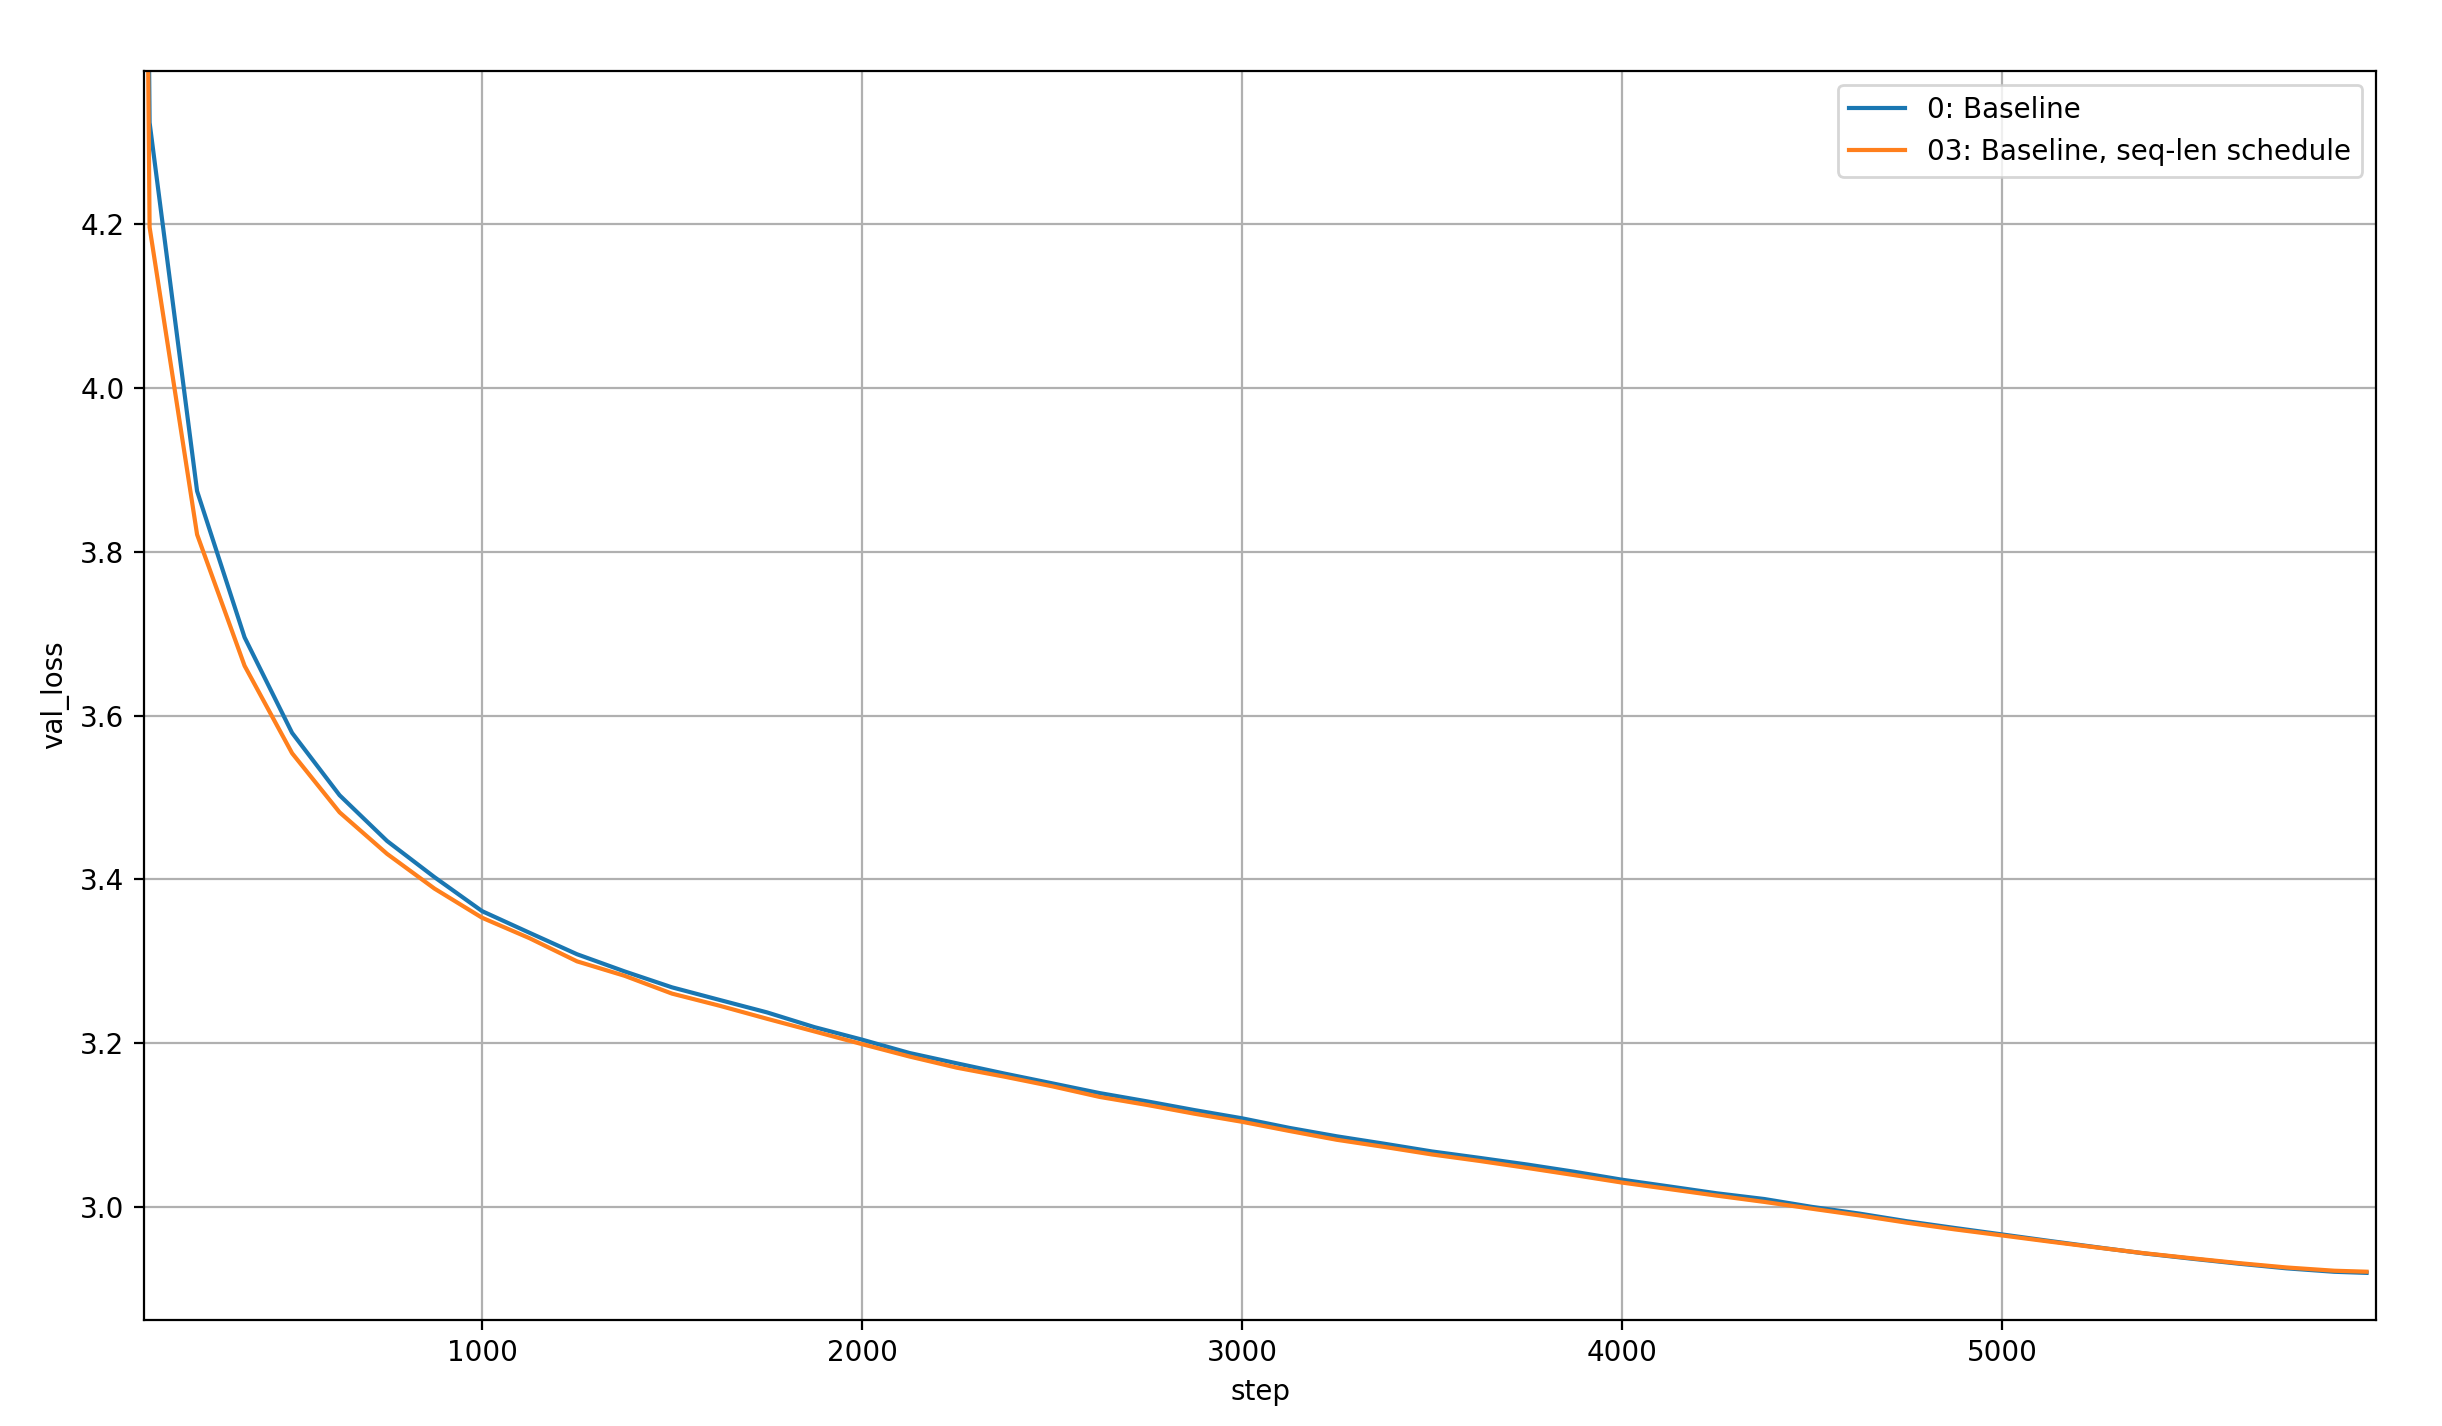 0: Baseline
03: Baseline, seq-len schedule
4.2
4.0
3.8
3.6
3.4
3.2
3.0
val_loss
1000 2000 3000 4000 5000
step